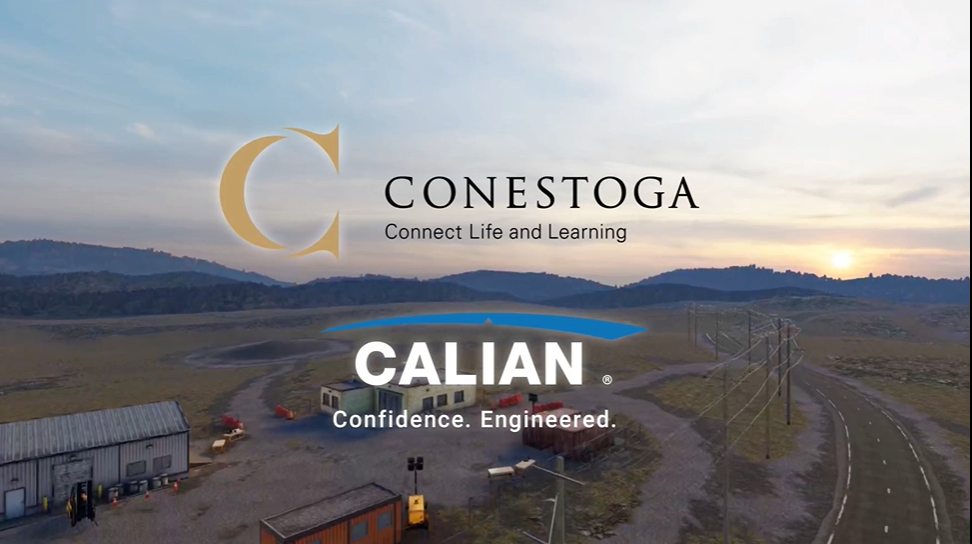 CONESTOGA
Connect Life and Learning
CALIAN ®
Confidence. Engineered.